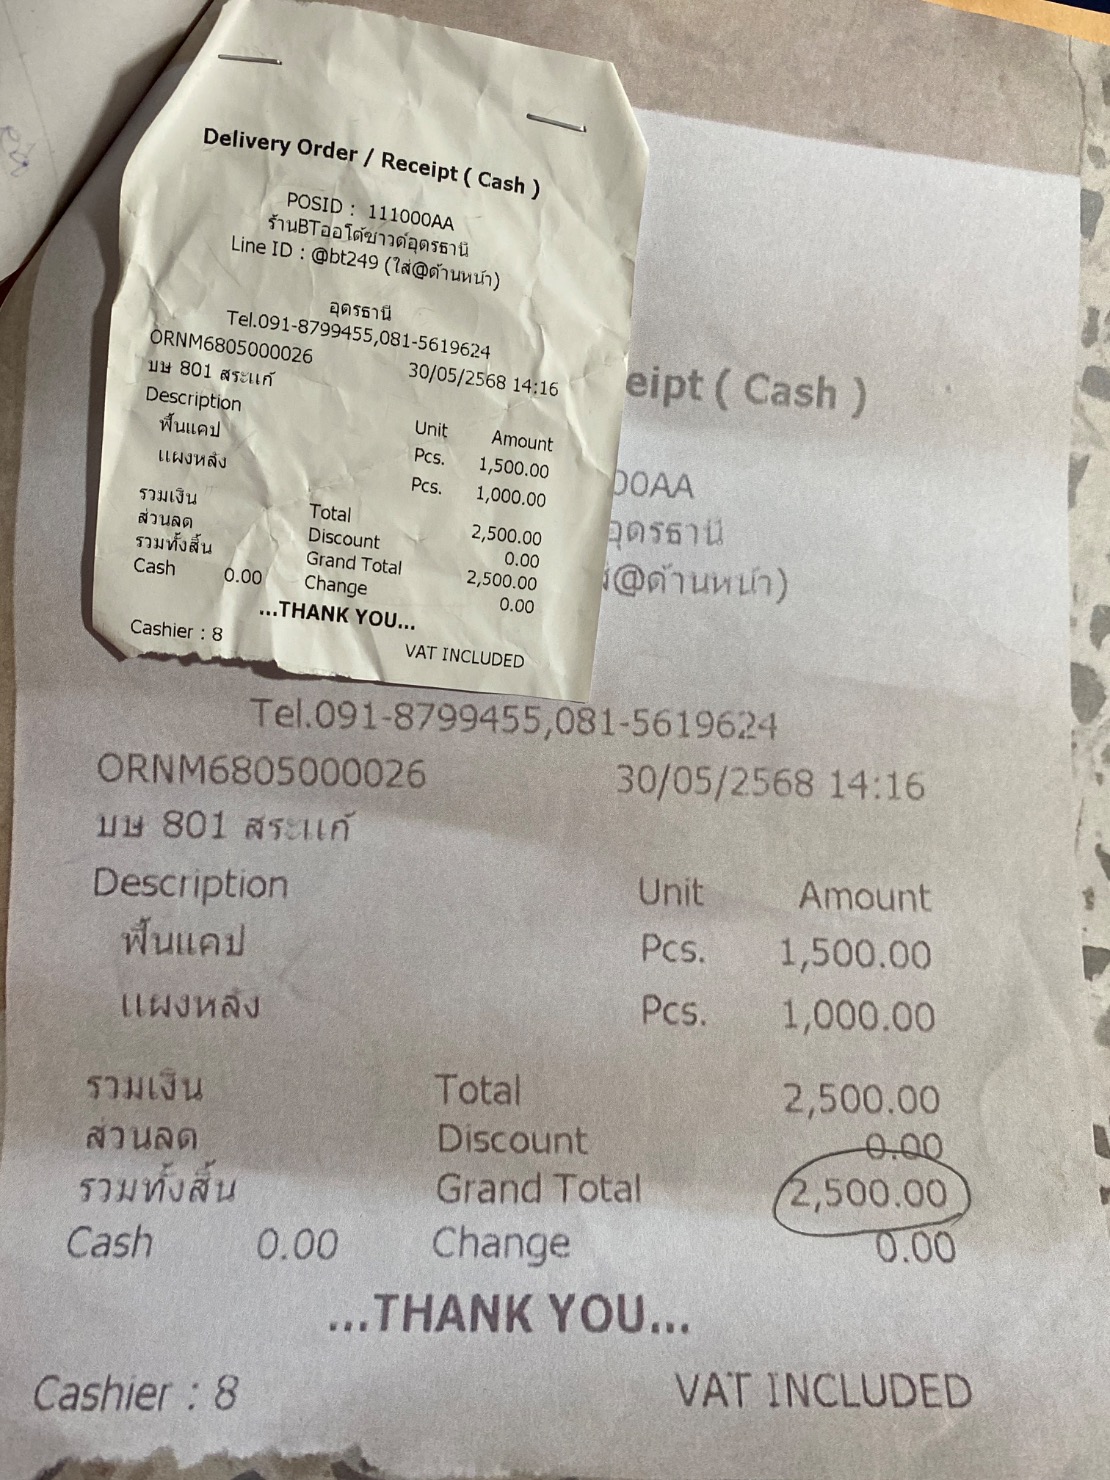 Delivery Order / Receipt ( Cash )
POSID : 111000AA
ร้านBTออโต้ซาวด์อุดรธานี
Line ID : @bt249 (ใส่@ด้านหน้า)
อุดรธานี
Tel.091-8799455,081-5619624
ORNM6805000026 30/05/2568 14:16
บษ 801 สระแก้
Description Unit Amount
ฟื้นแคป Pcs. 1,500.00
แผงหลัง Pcs. 1,000.00
รวมเงิน Total 2,500.00
ส่วนลด Discount 0.00
รวมทั้งสิ้น Grand Total 2,500.00
Cash 0.00 Change 0.00
...THANK YOU...
Cashier : 8 VAT INCLUDED
eipt ( Cash )
00AA
อุดรธานี
ส่@ด้านหน้า)
Tel.091-8799455,081-5619624
ORNM6805000026 30/05/2568 14:16
บษ 801 สระแก้
Description Unit Amount
ฟื้นแคป Pcs. 1,500.00
แผงหลัง Pcs. 1,000.00
รวมเงิน Total 2,500.00
ส่วนลด Discount 0.00
รวมทั้งสิ้น Grand Total 2,500.00
Cash 0.00 Change 0.00
...THANK YOU...
Cashier : 8 VAT INCLUDED